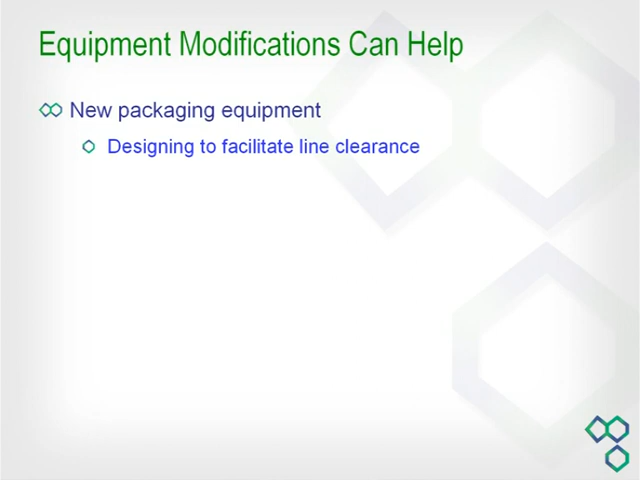 Equipment Modifications Can Help
New packaging equipment
Designing to facilitate line clearance